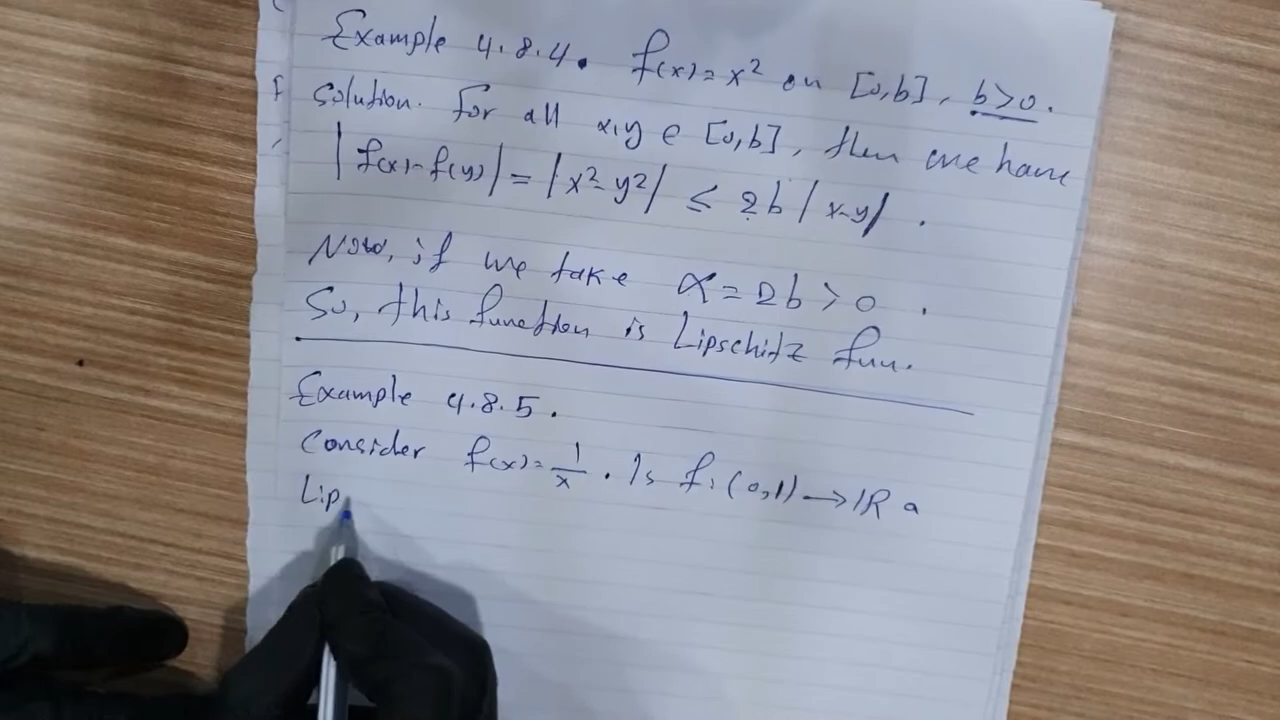 Example 4.8.4. f(x)=x² on [0,b], b>0.
Solution. For all x,y ∈ [0,b], then we have
|f(x)-f(y)| = |x²-y²| ≤ 2b|x-y|.
Now, if we take α=2b>0.
So, this function is Lipschitz fun.
Example 4.8.5.
Consider f(x)=1/x. Is f:(0,1)→ℝ a
Lip